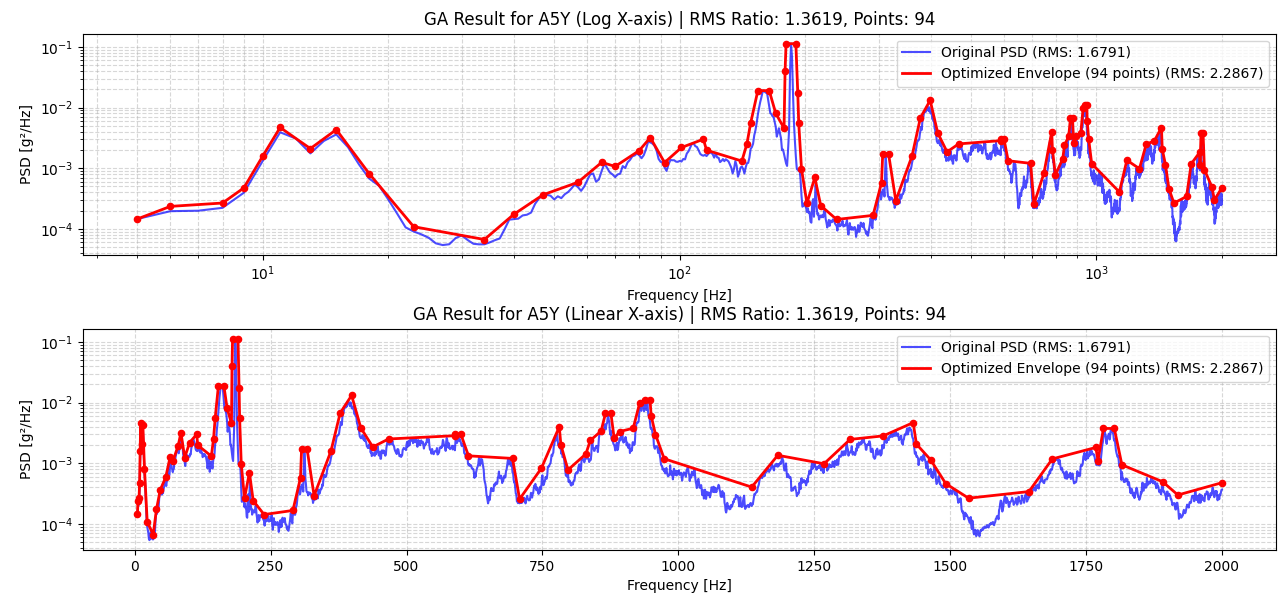 GA Result for A5Y (Log X-axis) | RMS Ratio: 1.3619, Points: 94
PSD [g²/Hz]
10⁻¹
10⁻²
10⁻³
10⁻⁴
Original PSD (RMS: 1.6791)
Optimized Envelope (94 points) (RMS: 2.2867)
10¹ 10² 10³
Frequency [Hz]
GA Result for A5Y (Linear X-axis) | RMS Ratio: 1.3619, Points: 94
PSD [g²/Hz]
10⁻¹
10⁻²
10⁻³
10⁻⁴
Original PSD (RMS: 1.6791)
Optimized Envelope (94 points) (RMS: 2.2867)
0 250 500 750 1000 1250 1500 1750 2000
Frequency [Hz]